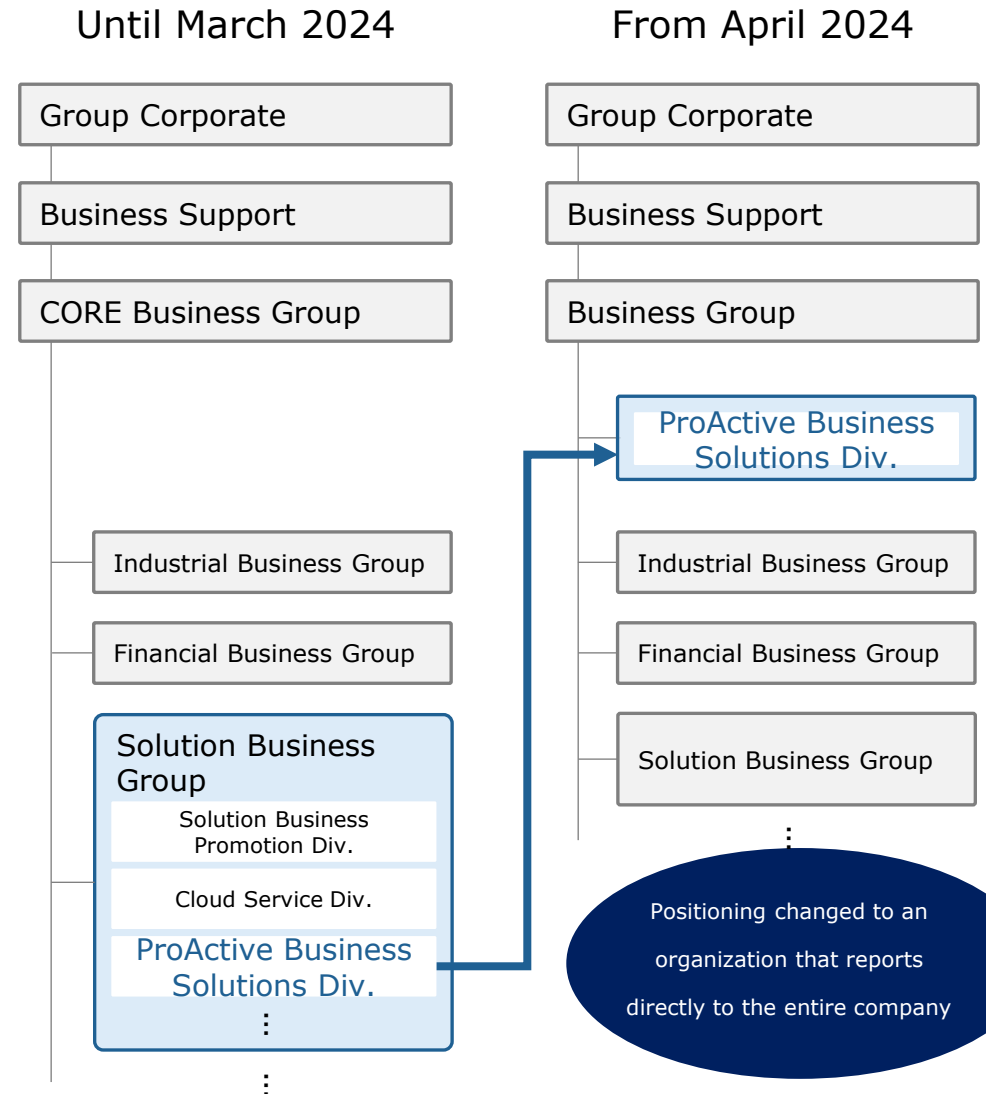 Until March 2024
Group Corporate
Business Support
CORE Business Group
Industrial Business Group
Financial Business Group
Solution Business
Group
Solution Business
Promotion Div.
Cloud Service Div.
ProActive Business
Solutions Div.
⋮
⋮
From April 2024
Group Corporate
Business Support
Business Group
ProActive Business
Solutions Div.
Industrial Business Group
Financial Business Group
Solution Business Group
⋮
Positioning changed to an
organization that reports
directly to the entire company